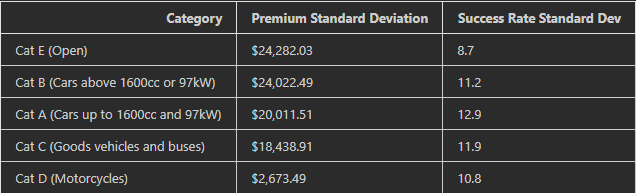 Category Premium Standard Deviation Success Rate Standard Dev
Cat E (Open) $24,282.03 8.7
Cat B (Cars above 1600cc or 97kW) $24,022.49 11.2
Cat A (Cars up to 1600cc and 97kW) $20,011.51 12.9
Cat C (Goods vehicles and buses) $18,438.91 11.9
Cat D (Motorcycles) $2,673.49 10.8